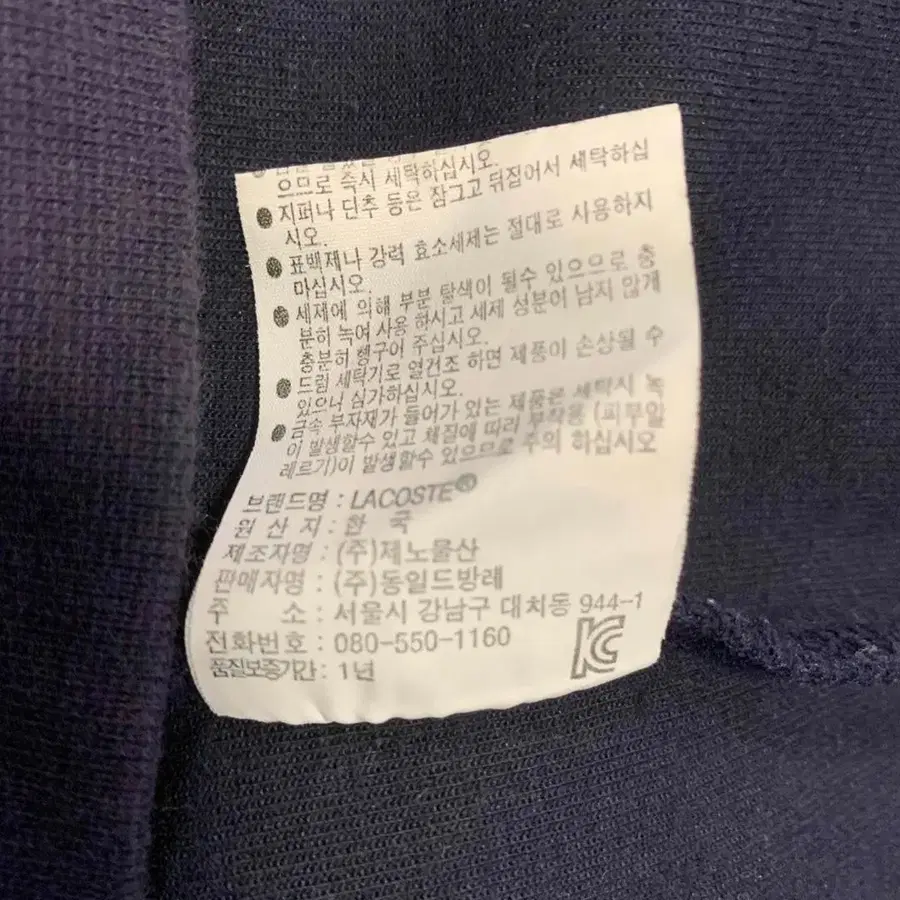 으므로 즉시 세탁하십시오.
● 지퍼나 단추 등은 잠그고 뒤집어서 세탁하십
시오.
● 표백제나 강력 효소세제는 절대로 사용하지
마십시오.
● 세제에 의해 부분 탈색이 될수 있으므로 충
분히 녹여 사용 하시고 세제 성분이 남지 않게
충분히 헹구어 주십시오.
● 드럼 세탁기로 열건조 하면 제품이 손상될 수
있으니 삼가하십시오.
● 금속 부자재가 들어가 있는 제품은 세탁시 녹
이 발생할수 있고 체질에 따라 부작용 (피부알
레르기)이 발생할수 있으므로 주의 하십시오
브랜드명 : LACOSTE®
원 산 지 : 한 국
제조자명 : (주)제노물산
판매자명 : (주)동일드방레
주 소 : 서울시 강남구 대치동 944-1
전화번호 : 080-550-1160
품질보증기간 : 1년